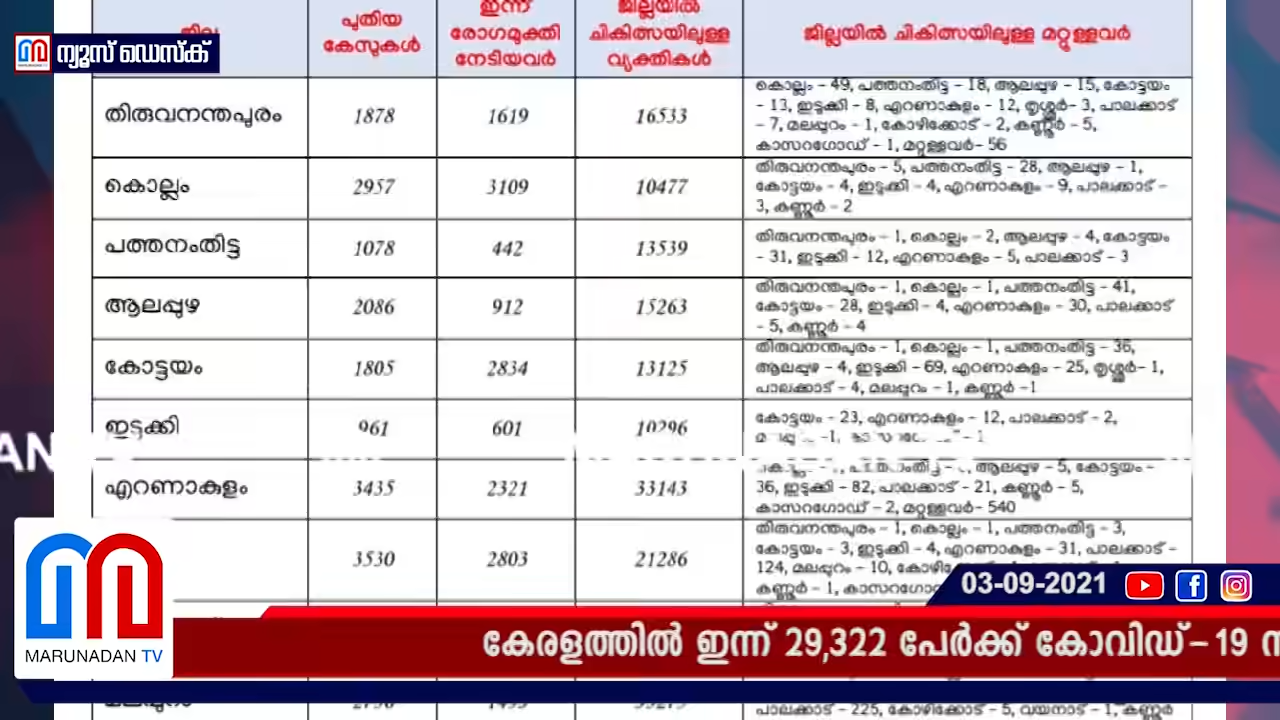 ന്യൂസ് ഡെസ്ക്
പുതിയ കേസുകൾ
ഇന്ന് രോഗമുക്തി നേടിയവർ
ജില്ലയിൽ ചികിത്സയിലുള്ള വ്യക്തികൾ
ജില്ലയിൽ ചികിത്സയിലുള്ള മറ്റുള്ളവർ
തിരുവനന്തപുരം 1878 1619 16533
കൊല്ലം - 49, പത്തനംതിട്ട - 18, ആലപ്പുഴ - 15, കോട്ടയം
- 13, ഇടുക്കി - 8, എറണാകുളം - 12, തൃശ്ശൂർ- 3, പാലക്കാട്
- 7, മലപ്പുറം - 1, കോഴിക്കോട് - 2, കണ്ണൂർ - 5,
കാസറഗോഡ് - 1, മറ്റുള്ളവർ- 56
കൊല്ലം 2957 3109 10477
തിരുവനന്തപുരം - 5, പത്തനംതിട്ട - 28, ആലപ്പുഴ - 1,
കോട്ടയം - 4, ഇടുക്കി - 4, എറണാകുളം - 9, പാലക്കാട് -
3, കണ്ണൂർ - 2
പത്തനംതിട്ട 1078 442 13539
തിരുവനന്തപുരം - 1, കൊല്ലം - 2, ആലപ്പുഴ - 4, കോട്ടയം
- 31, ഇടുക്കി - 12, എറണാകുളം - 5, പാലക്കാട് - 3
ആലപ്പുഴ 2086 912 15263
തിരുവനന്തപുരം - 1, കൊല്ലം - 1, പത്തനംതിട്ട - 41,
കോട്ടയം - 28, ഇടുക്കി - 4, എറണാകുളം - 30, പാലക്കാട്
- 5, കണ്ണൂർ - 4
കോട്ടയം 1805 2834 13125
തിരുവനന്തപുരം - 1, കൊല്ലം - 1, പത്തനംതിട്ട - 36,
ആലപ്പുഴ - 4, ഇടുക്കി - 69, എറണാകുളം - 25, തൃശ്ശൂർ- 1,
പാലക്കാട് - 4, മലപ്പുറം - 1, കണ്ണൂർ -1
ഇടുക്കി 961 601 10296
കോട്ടയം - 23, എറണാകുളം - 12, പാലക്കാട് - 2,
എറണാകുളം 3435 2321 33143
ആലപ്പുഴ - 5, കോട്ടയം -
36, ഇടുക്കി - 82, പാലക്കാട് - 21, കണ്ണൂർ - 5,
കാസറഗോഡ് - 2, മറ്റുള്ളവർ- 540
3530 2803 21286
തിരുവനന്തപുരം - 1, കൊല്ലം - 1, പത്തനംതിട്ട - 3,
കോട്ടയം - 3, ഇടുക്കി - 4, എറണാകുളം - 31, പാലക്കാട് -
124, മലപ്പുറം - 10,
കണ്ണൂർ - 1,
03-09-2021
MARUNADAN TV
കേരളത്തിൽ ഇന്ന് 29,322 പേർക്ക് കോവിഡ്-19
പാലക്കാട് - 225, കോഴിക്കോട് - 5, വയനാട് - 1, കണ്ണൂർ